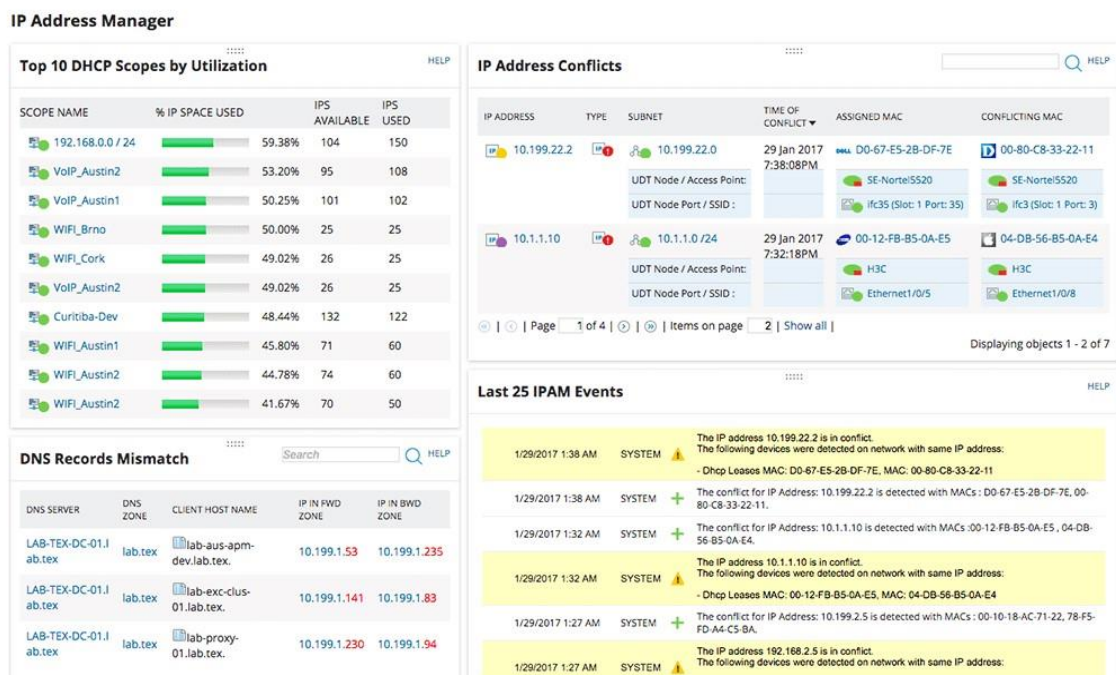 IP Address Manager
Top 10 DHCP Scopes by Utilization
HELP
SCOPE NAME % IP SPACE USED IPS AVAILABLE IPS USED
192.168.0.0 / 24 59.38% 104 150
VoIP_Austin2 53.20% 95 108
VoIP_Austin1 50.25% 101 102
WIFI_Brno 50.00% 25 25
WIFI_Cork 49.02% 26 25
VoIP_Austin2 49.02% 26 25
Curitiba-Dev 48.44% 132 122
WIFI_Austin1 45.80% 71 60
WIFI_Austin2 44.78% 74 60
WIFI_Austin2 41.67% 70 50
DNS Records Mismatch
Search
HELP
DNS SERVER DNS ZONE CLIENT HOST NAME IP IN FWD ZONE IP IN BWD ZONE
LAB-TEX-DC-01.l lab.tex lab-aus-apm- 10.199.1.53 10.199.1.235
ab.tex dev.lab.tex.
LAB-TEX-DC-01.l lab.tex lab-exc-clus- 10.199.1.141 10.199.1.83
ab.tex 01.lab.tex.
LAB-TEX-DC-01.l lab.tex lab-proxy- 10.199.1.230 10.199.1.94
ab.tex 01.lab.tex.
IP Address Conflicts
HELP
IP ADDRESS TYPE SUBNET TIME OF CONFLICT ▼ ASSIGNED MAC CONFLICTING MAC
IP 10.199.22.2 IP 10.199.22.0 29 Jan 2017 DELL D0-67-E5-2B-DF-7E D 00-80-C8-33-22-11
7:38:08PM
UDT Node / Access Point: SE-Nortel5520 SE-Nortel5520
UDT Node Port / SSID : ifc35 (Slot: 1 Port: 35) ifc3 (Slot: 1 Port: 3)
IP 10.1.1.10 IP 10.1.1.0 /24 29 Jan 2017 00-12-FB-B5-0A-E5 04-DB-56-B5-0A-E4
7:32:18PM
UDT Node / Access Point: H3C H3C
UDT Node Port / SSID : Ethernet1/0/5 Ethernet1/0/8
| Page 1 of 4 | | Items on page 2 | Show all |
Displaying objects 1 - 2 of 7
Last 25 IPAM Events
HELP
The IP address 10.199.22.2 is in conflict.
1/29/2017 1:38 AM SYSTEM The following devices were detected on network with same IP address:
- Dhcp Leases MAC: D0-67-E5-2B-DF-7E, MAC: 00-80-C8-33-22-11
1/29/2017 1:38 AM SYSTEM The conflict for IP Address: 10.199.22.2 is detected with MACs : D0-67-E5-2B-DF-7E, 00-
80-C8-33-22-11.
1/29/2017 1:32 AM SYSTEM The conflict for IP Address: 10.1.1.10 is detected with MACs :00-12-FB-B5-0A-E5 , 04-DB-
56-B5-0A-E4.
The IP address 10.1.1.10 is in conflict.
1/29/2017 1:32 AM SYSTEM The following devices were detected on network with same IP address:
- Dhcp Leases MAC: 00-12-FB-B5-0A-E5, MAC: 04-DB-56-B5-0A-E4
1/29/2017 1:27 AM SYSTEM The conflict for IP Address: 10.199.2.5 is detected with MACs : 00-10-18-AC-71-22, 78-F5-
FD-A4-C5-BA.
The IP address 192.168.2.5 is in conflict.
1/29/2017 1:27 AM SYSTEM The following devices were detected on network with same IP address: